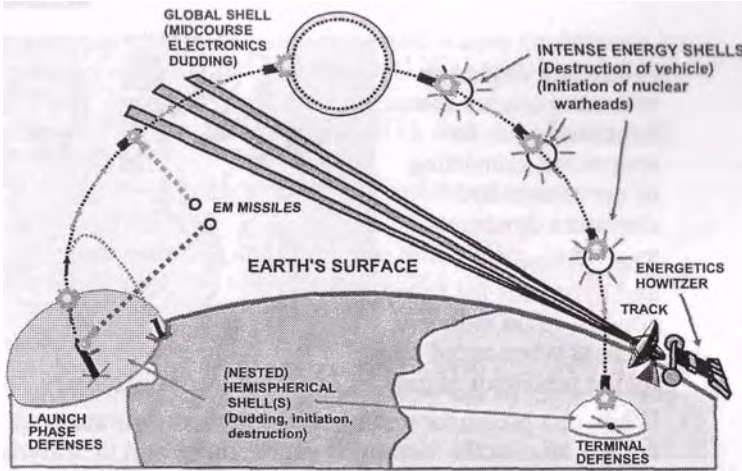 GLOBAL SHELL
(MIDCOURSE
ELECTRONICS
DUDDING)
INTENSE ENERGY SHELLS
(Destruction of vehicle)
(Initiation of nuclear
warheads)
EM MISSILES
EARTH'S SURFACE
ENERGETICS
HOWITZER
TRACK
(NESTED)
HEMISPHERICAL
SHELL(S)
(Dudding, initiation,
destruction)
LAUNCH
PHASE
DEFENSES
TERMINAL
DEFENSES